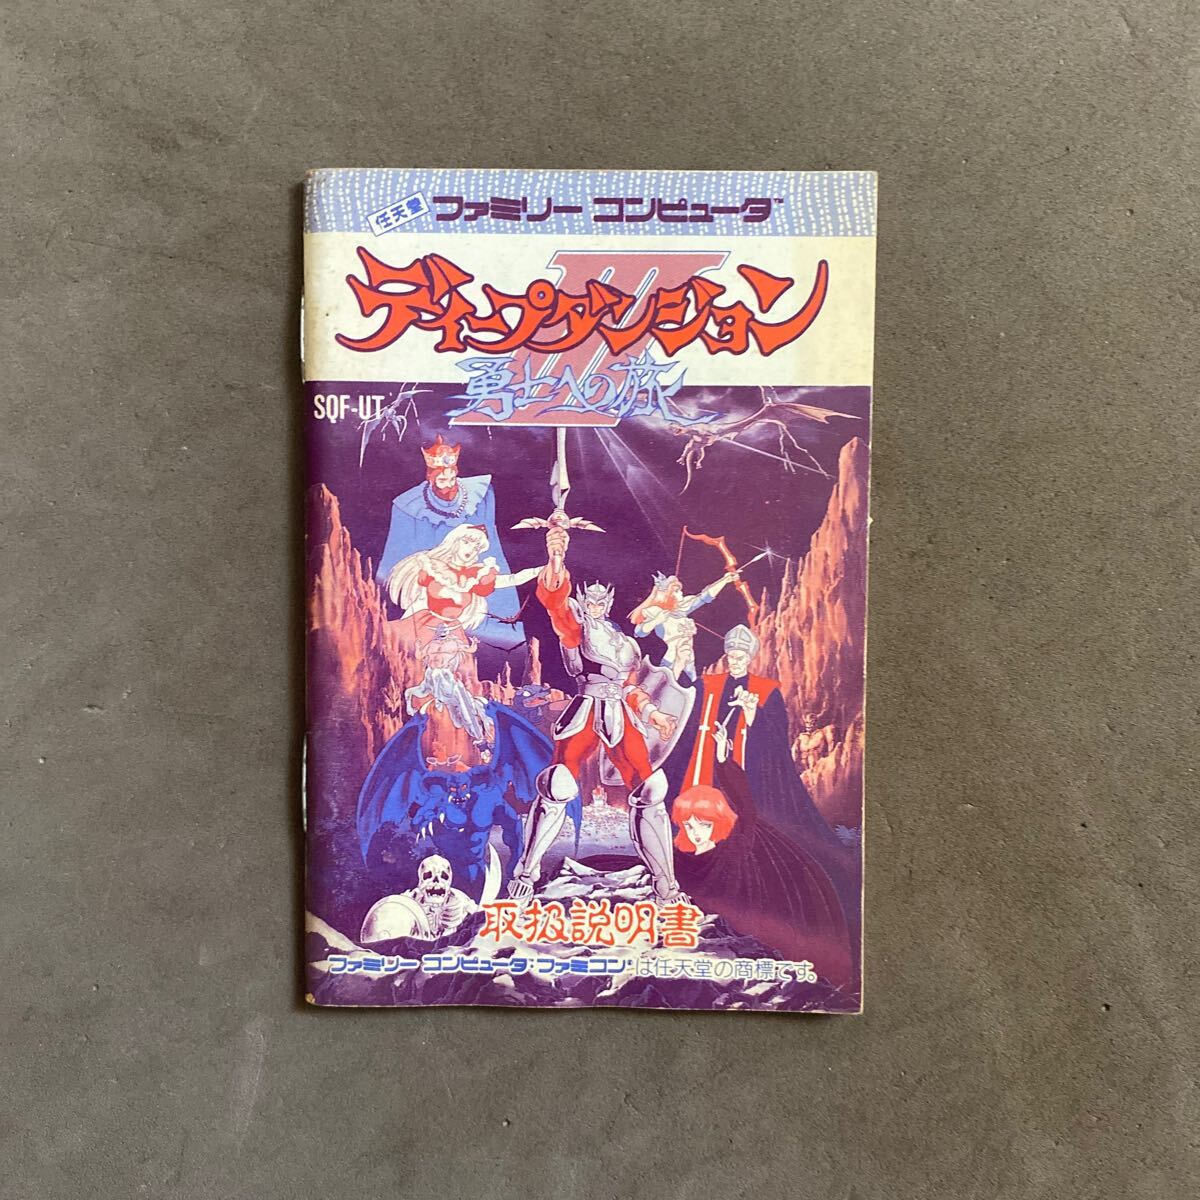 任天堂 ファミリー コンピュータ™
III
ディープダンジョン
勇士への旅
SQF-UT
取扱説明書
ファミリー コンピュータ・ファミコンは任天堂の商標です。